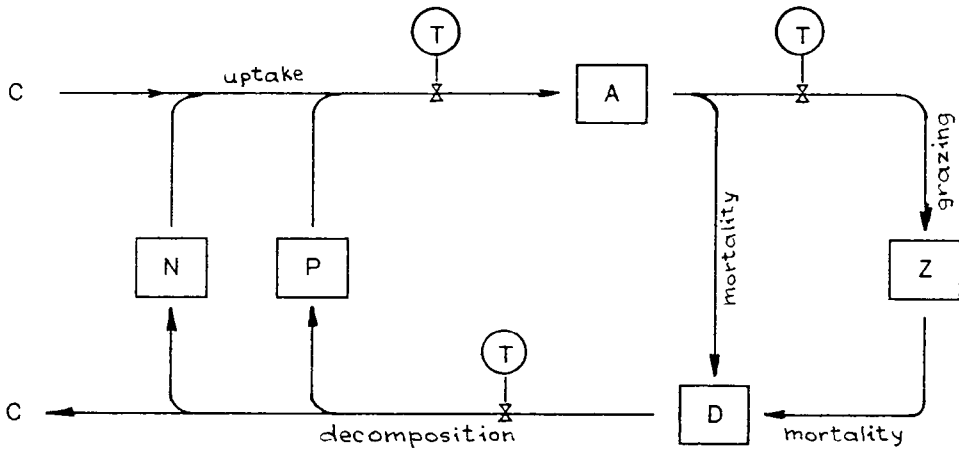 T
T
C
uptake
A
grazing
mortality
N
P
Z
T
C
D
decomposition
mortality